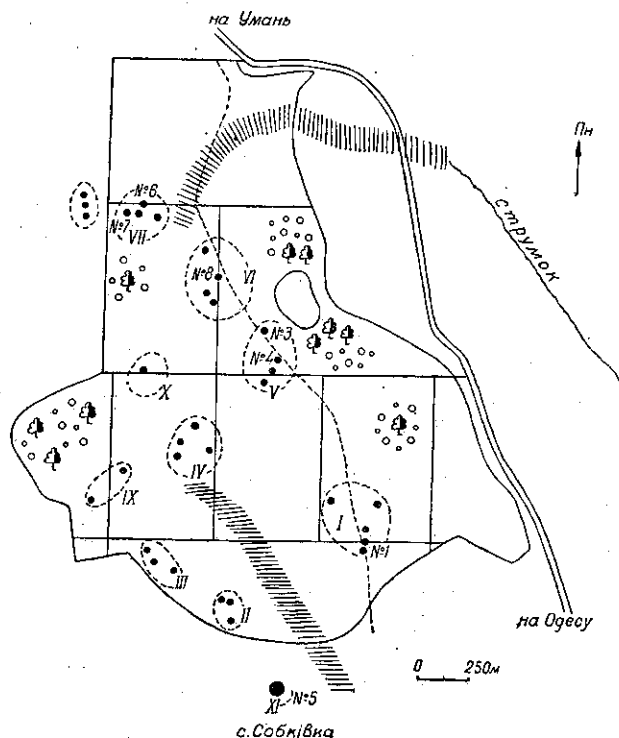 на Умань
Пн
струмок
№6
№7
VII
№8
VI
№3
№4
V
X
IV
IX
I
№1
III
II
на Одесу
0 250м
XI №5
с.Собківка